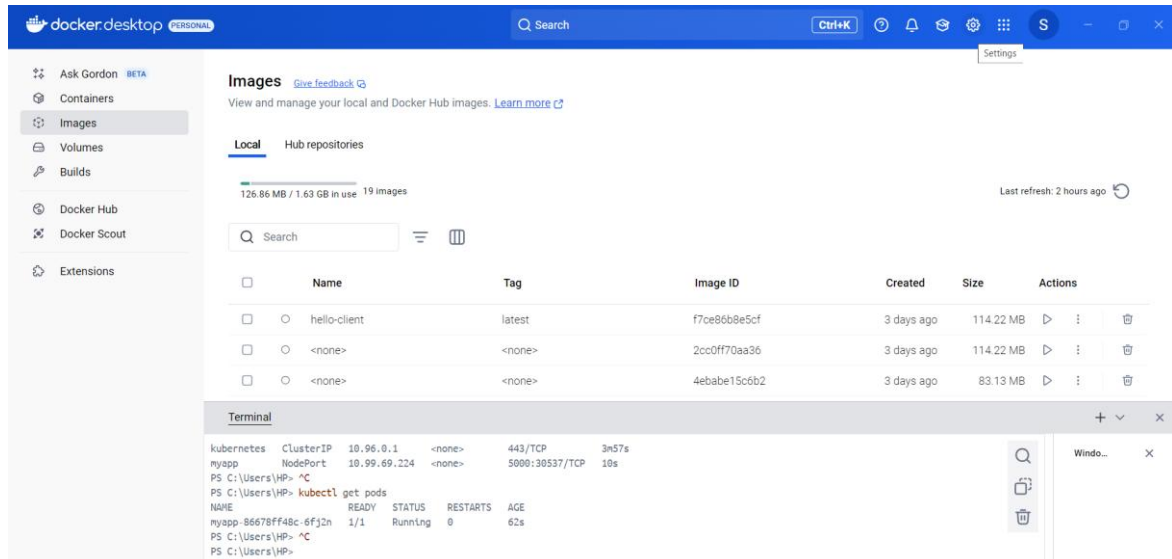 docker.desktop PERSONAL Search Ctrl+K S
Settings
Ask Gordon BETA
Containers
Images
Volumes
Builds
Docker Hub
Docker Scout
Extensions
Images Give feedback
View and manage your local and Docker Hub images. Learn more
Local Hub repositories
126.86 MB / 1.63 GB in use 19 images Last refresh: 2 hours ago
Search
Name Tag Image ID Created Size Actions
hello-client latest f7ce86b8e5cf 3 days ago 114.22 MB
<none> <none> 2cc0ff70aa36 3 days ago 114.22 MB
<none> <none> 4ebabe15c6b2 3 days ago 83.13 MB
Terminal
kubernetes ClusterIP 10.96.0.1 <none> 443/TCP 3m57s
myapp NodePort 10.99.69.224 <none> 5000:30537/TCP 10s
PS C:\Users\HP> ^C
PS C:\Users\HP> kubectl get pods
NAME READY STATUS RESTARTS AGE
myapp-86678ff48c-6fj2n 1/1 Running 0 62s
PS C:\Users\HP> ^C
PS C:\Users\HP>
Windo...